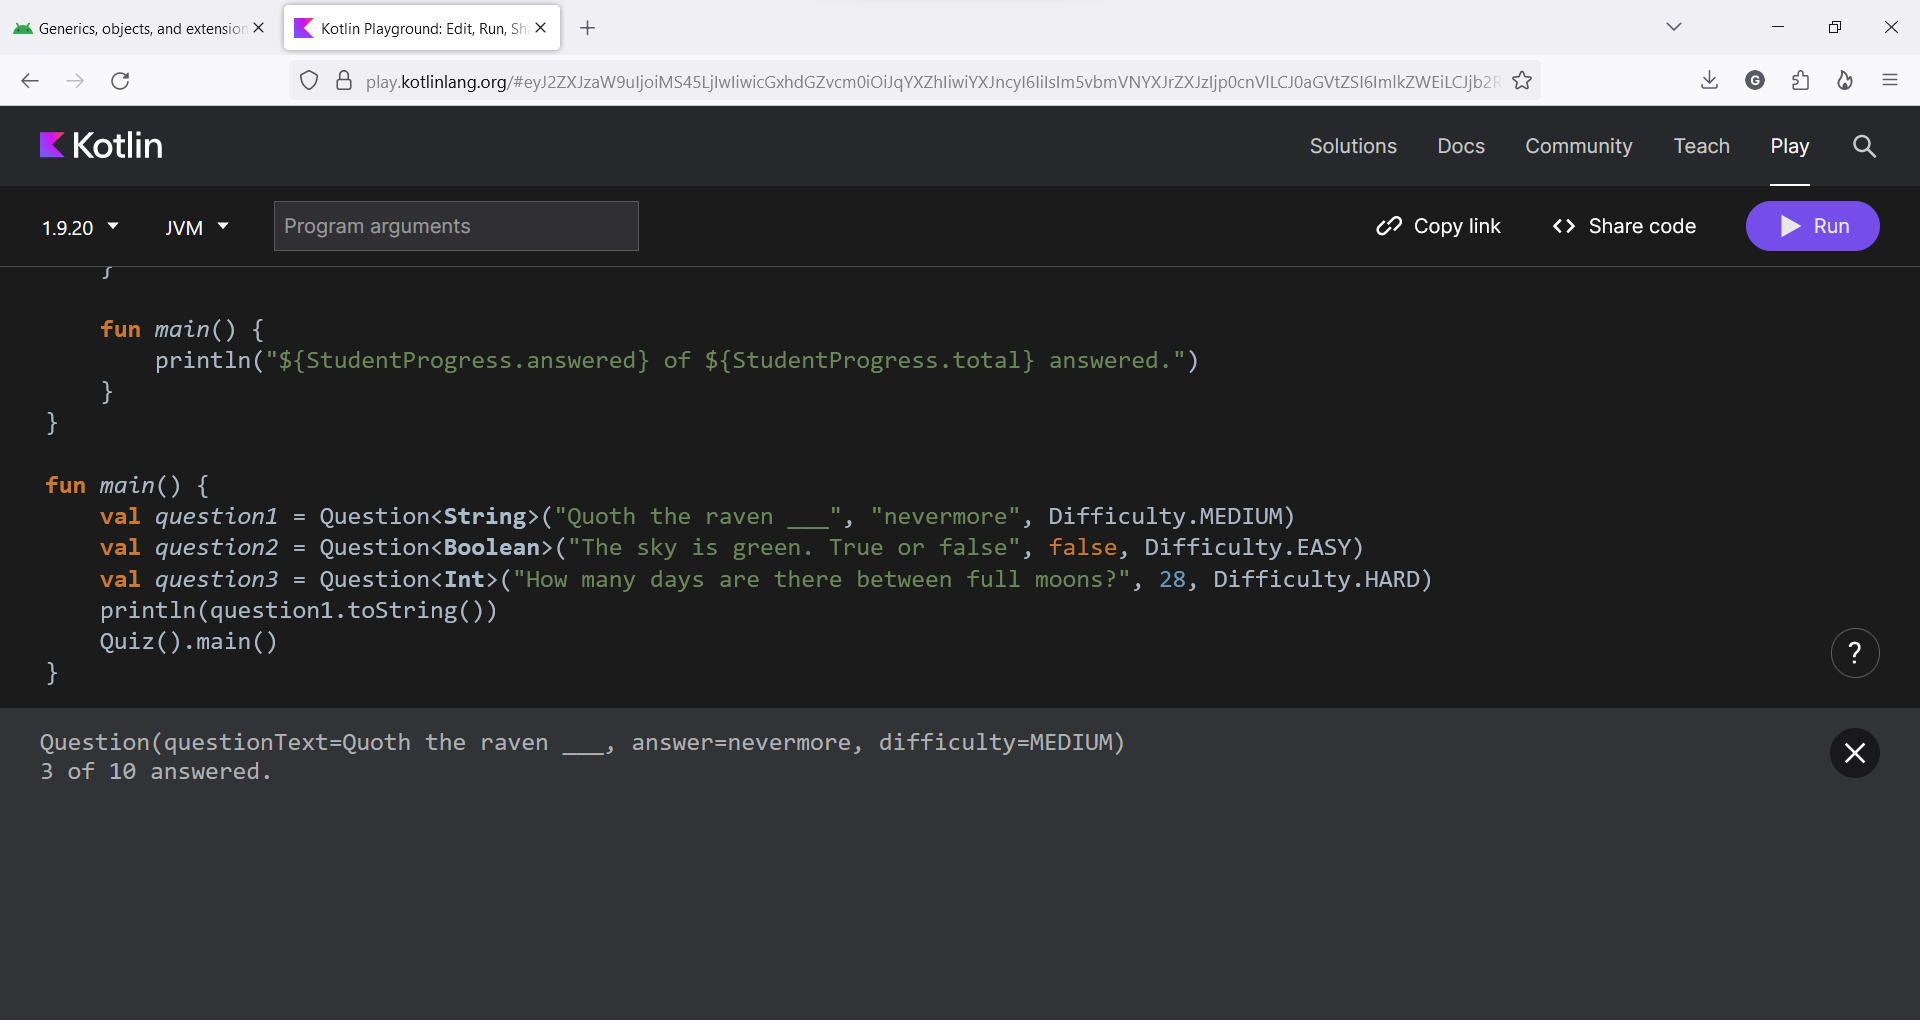 Generics, objects, and extension
Kotlin Playground: Edit, Run, Sh
Kotlin
Solutions
Docs
Community
Teach
Play
1.9.20
JVM
Program arguments
Copy link
Share code
Run
}
fun main() {
println("${StudentProgress.answered} of ${StudentProgress.total} answered.")
}
}
fun main() {
val question1 = Question<String>("Quoth the raven ___", "nevermore", Difficulty.MEDIUM)
val question2 = Question<Boolean>("The sky is green. True or false", false, Difficulty.EASY)
val question3 = Question<Int>("How many days are there between full moons?", 28, Difficulty.HARD)
println(question1.toString())
Quiz().main()
}
?
Question(questionText=Quoth the raven ___, answer=nevermore, difficulty=MEDIUM)
3 of 10 answered.